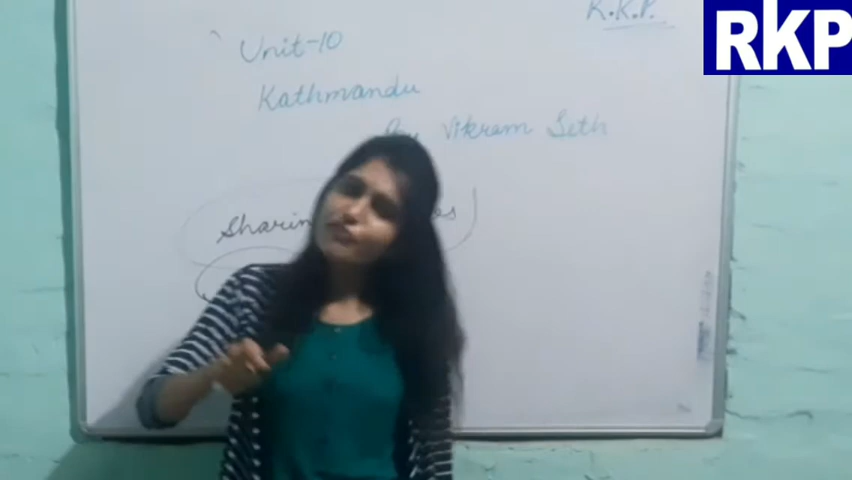 R.K.P.
RKP
Unit-10
Kathmandu
By Vikram Seth